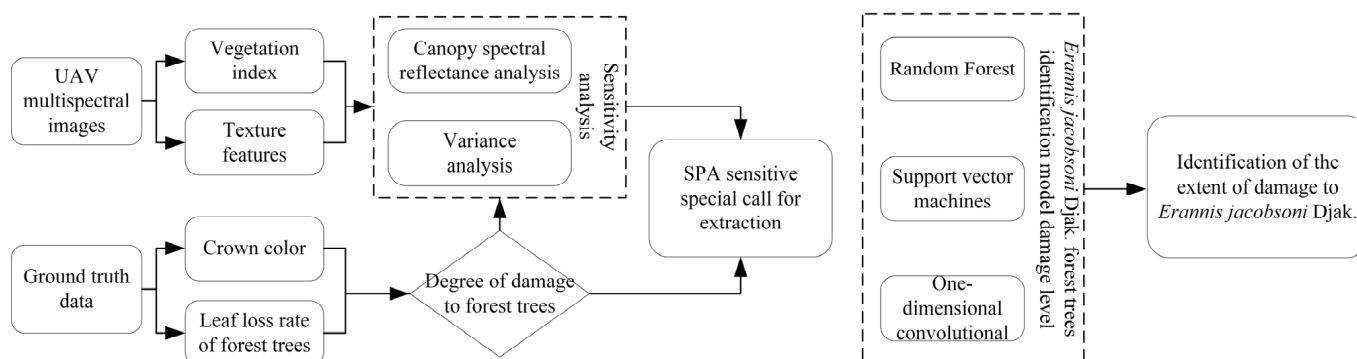 UAV
multispectral
images
Vegetation
index
Texture
features
Canopy spectral
reflectance analysis
Variance
analysis
Sensitivity
analysis
Ground truth
data
Crown color
Leaf loss rate
of forest trees
Degree of damage
to forest trees
SPA sensitive
special call for
extraction
Random Forest
Support vector
machines
One-
dimensional
convolutional
Erannis jacobsoni Djak. forest trees
identification model damage level
Identification of the
extent of damage to
Erannis jacobsoni Djak.